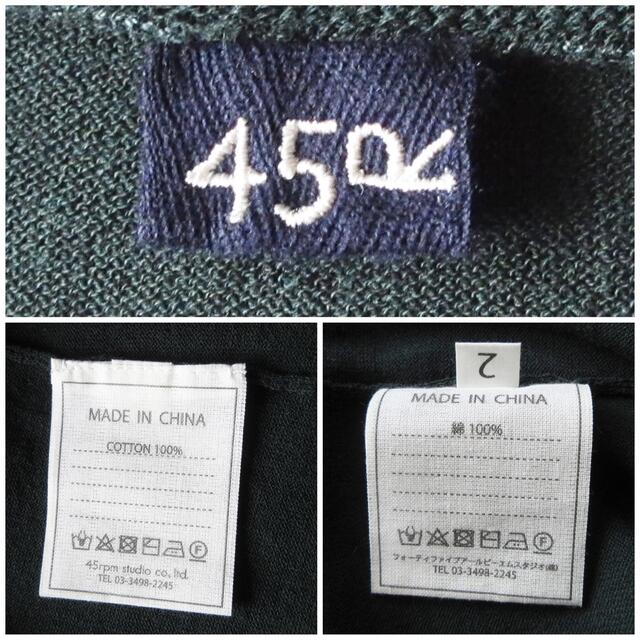 45R
MADE IN CHINA
COTTON 100%
45rpm studio co., ltd.
TEL 03-3498-2245
2
MADE IN CHINA
綿 100%
フォーティファイブアールピーエムスタジオ(株)
TEL 03-3498-2245